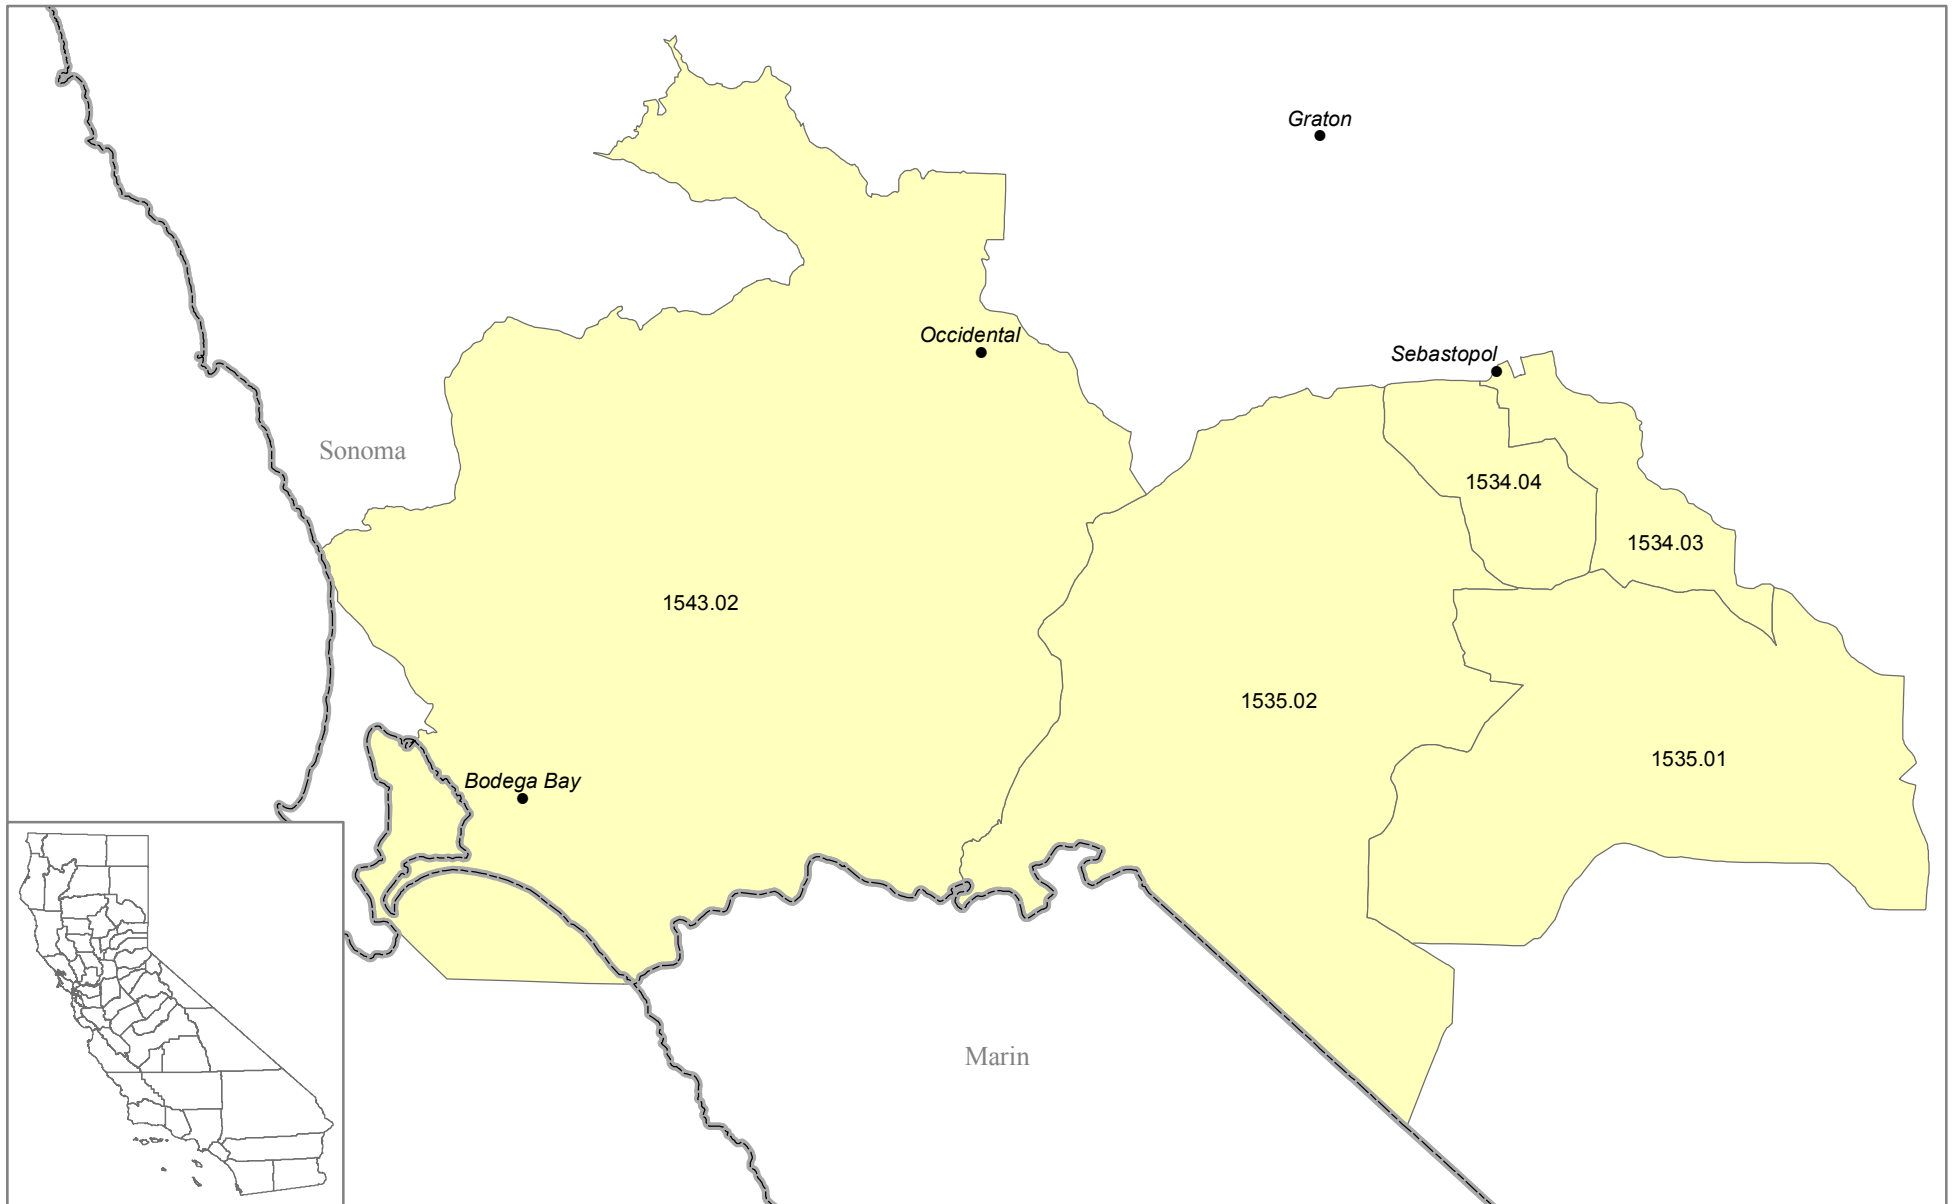 Graton
Occidental
Sebastopol
Sonoma
1534.04
1534.03
1543.02
1535.02
1535.01
Bodega Bay
Marin